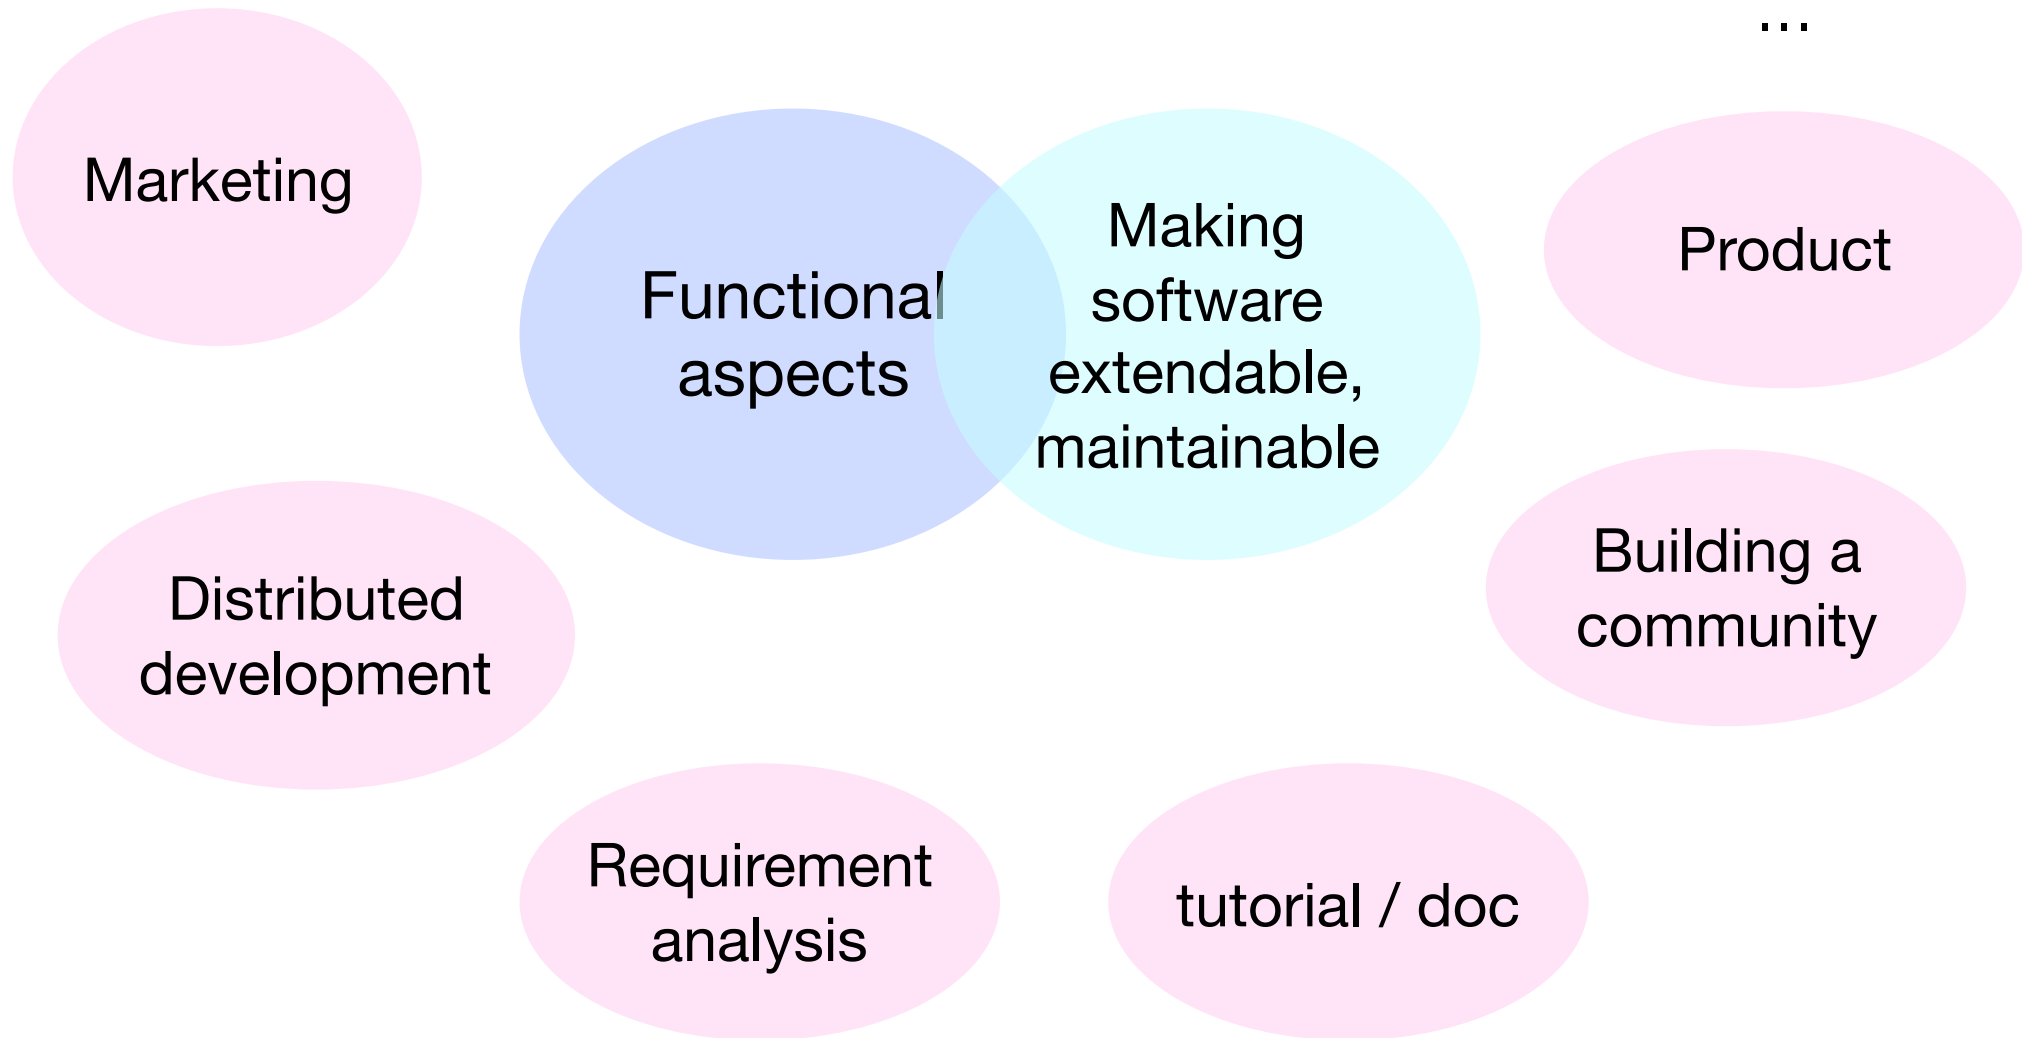 ...
Marketing
Functional
aspects
Making
software
extendable,
maintainable
Product
Distributed
development
Building a
community
Requirement
analysis
tutorial / doc